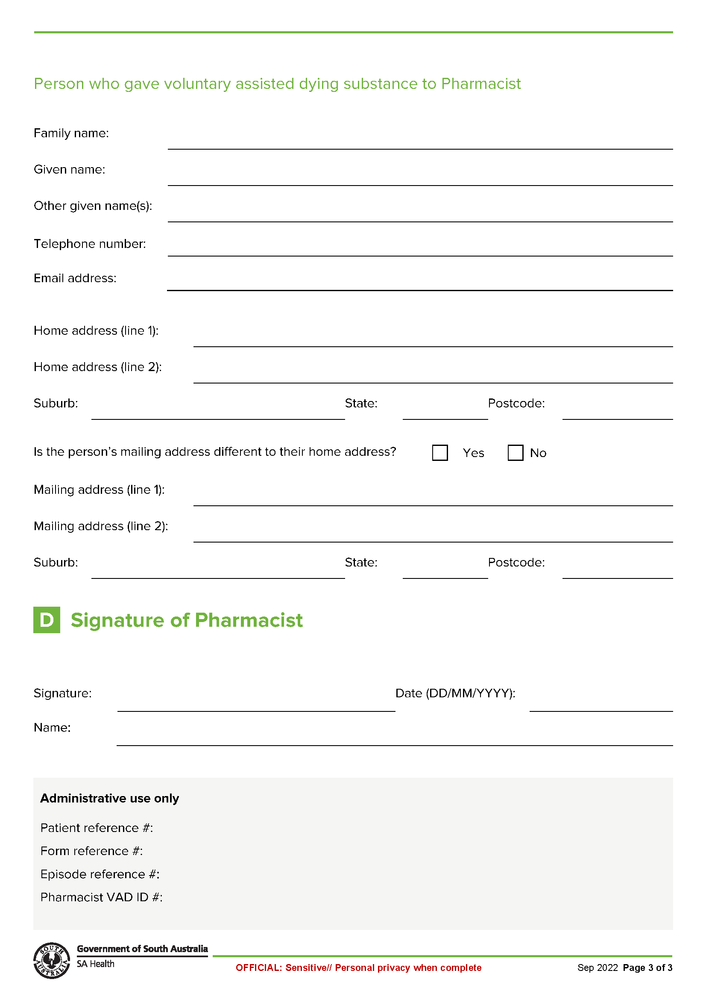 Person who gave voluntary assisted dying substance to Pharmacist
Family name:
Given name:
Other given name(s):
Telephone number:
Email address:
Home address (line 1):
Home address (line 2):
Suburb: State: Postcode:
Is the person’s mailing address different to their home address? Yes No
Mailing address (line 1):
Mailing address (line 2):
Suburb: State: Postcode:
D Signature of Pharmacist
Signature: Date (DD/MM/YYYY):
Name:
Administrative use only
Patient reference #:
Form reference #:
Episode reference #:
Pharmacist VAD ID #:
SOUTH AUSTRALIA
Government of South Australia
SA Health
OFFICIAL: Sensitive// Personal privacy when complete
Sep 2022 Page 3 of 3